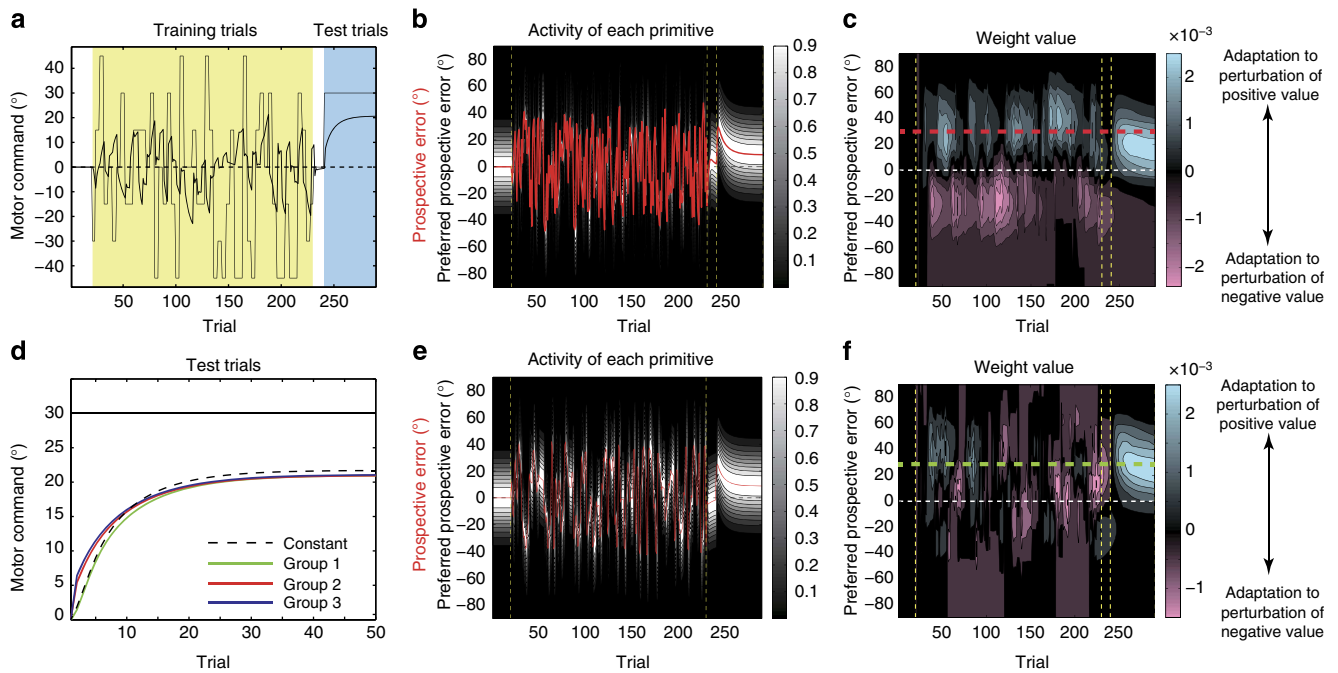 a
Training trials
Test trials
Motor command (°)
40
30
20
10
0
−10
−20
−30
−40
50
100
150
200
250
Trial
b
Activity of each primitive
Prospective error (°)
Preferred prospective error (°)
80
60
40
20
0
−20
−40
−60
−80
50
100
150
200
250
Trial
0.9
0.8
0.7
0.6
0.5
0.4
0.3
0.2
0.1
c
Weight value
×10−3
Preferred prospective error (°)
80
60
40
20
0
−20
−40
−60
−80
50
100
150
200
250
Trial
2
1
0
−1
−2
Adaptation to
perturbation of
positive value
Adaptation to
perturbation of
negative value
d
Test trials
Motor command (°)
30
25
20
15
10
5
0
10
20
30
40
50
Trial
Constant
Group 1
Group 2
Group 3
e
Activity of each primitive
Prospective error (°)
Preferred prospective error (°)
80
60
40
20
0
−20
−40
−60
−80
50
100
150
200
250
Trial
0.9
0.8
0.7
0.6
0.5
0.4
0.3
0.2
0.1
f
Weight value
×10−3
Preferred prospective error (°)
80
60
40
20
0
−20
−40
−60
−80
50
100
150
200
250
Trial
2
1
0
−1
Adaptation to
perturbation of
positive value
Adaptation to
perturbation of
negative value